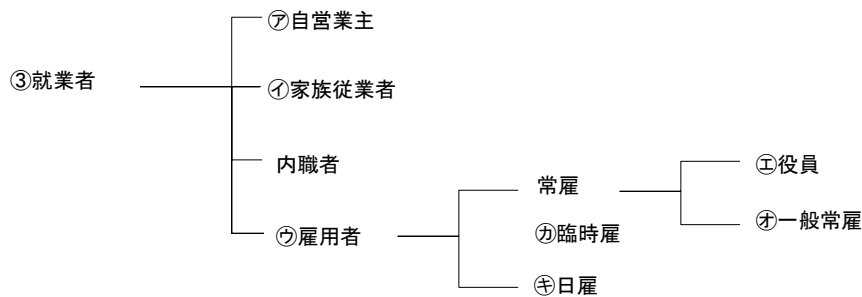 ㋐自営業主
③就業者
㋑家族従業者
内職者
㋓役員
常雇
㋔一般常雇
㋒雇用者
㋕臨時雇
㋖日雇